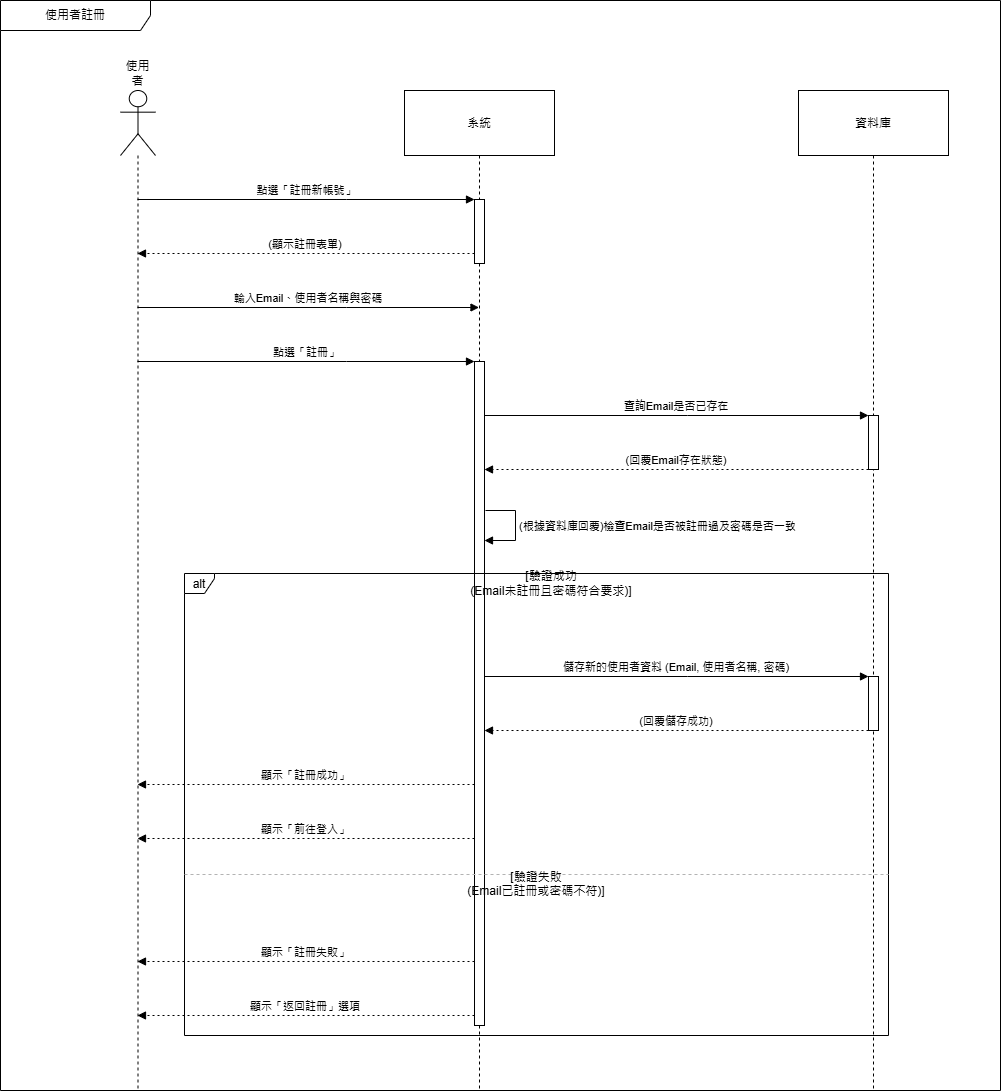 使用者註冊
使用
者
系統
資料庫
點選「註冊新帳號」
(顯示註冊表單)
輸入Email、使用者名稱與密碼
點選「註冊」
查詢Email是否已存在
(回覆Email存在狀態)
(根據資料庫回覆)檢查Email是否被註冊過及密碼是否一致
alt
[驗證成功
(Email未註冊且密碼符合要求)]
儲存新的使用者資料 (Email, 使用者名稱, 密碼)
(回覆儲存成功)
顯示「註冊成功」
顯示「前往登入」
[驗證失敗
(Email已註冊或密碼不符)]
顯示「註冊失敗」
顯示「返回註冊」選項